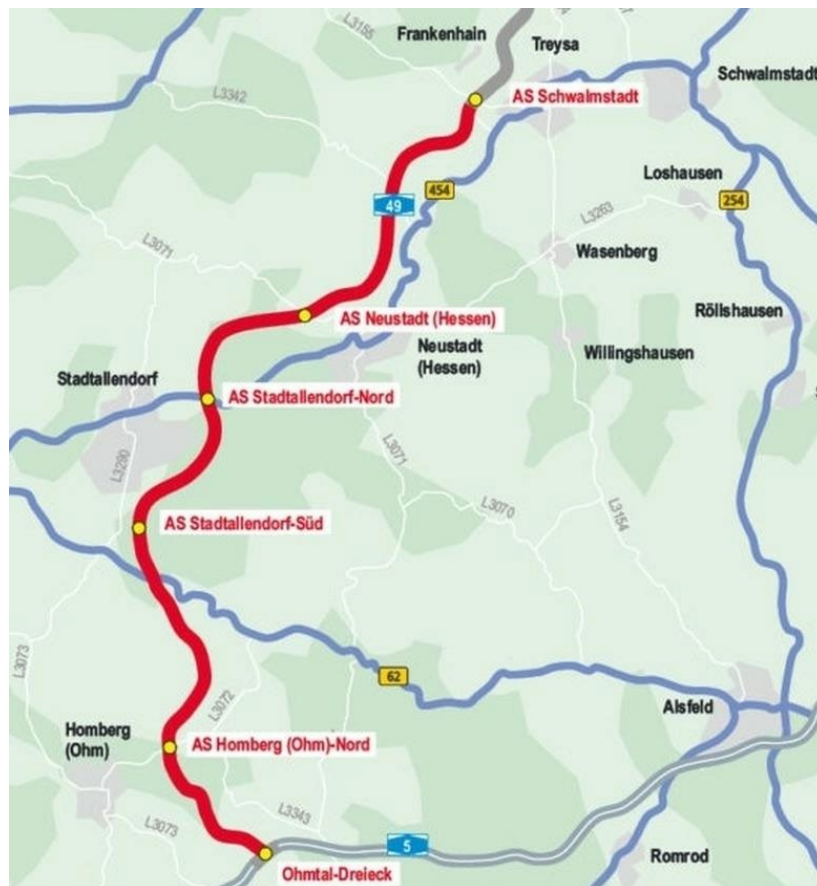 L3155
Frankenhain
Treysa
Schwalmstadt
AS Schwalmstadt
L3342
Loshausen
454
254
49
L3263
L3071
Wasenberg
Röllshausen
AS Neustadt (Hessen)
Neustadt
(Hessen)
Willingshausen
Stadtallendorf
AS Stadtallendorf-Nord
L3290
L3071
L3070
L3154
AS Stadtallendorf-Süd
L3073
62
L3072
Alsfeld
Homberg
(Ohm)
AS Homberg (Ohm)-Nord
L3343
L3073
5
Romrod
Ohmtal-Dreieck